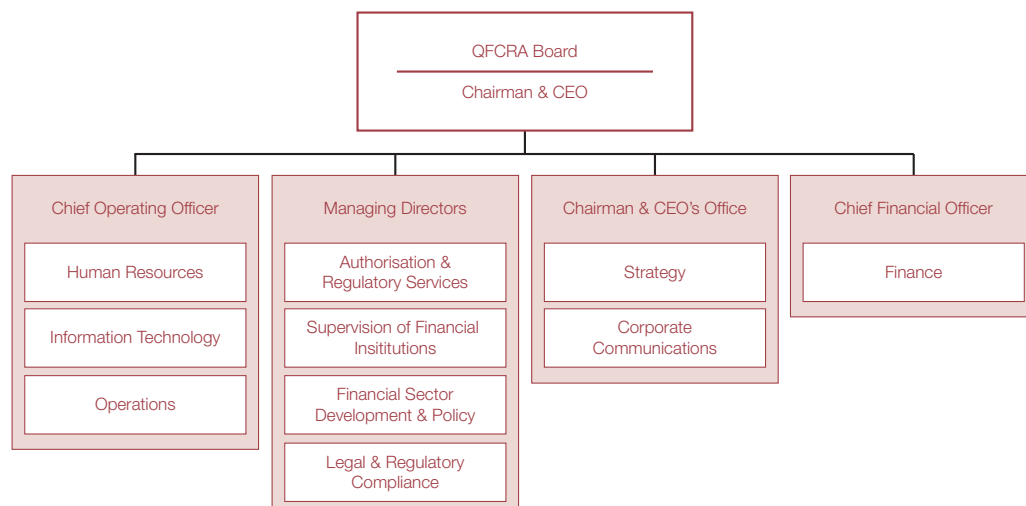 QFCRA Board
Chairman & CEO
Chief Operating Officer
Human Resources
Information Technology
Operations
Managing Directors
Authorisation &
Regulatory Services
Supervision of Financial
Insititutions
Financial Sector
Development & Policy
Legal & Regulatory
Compliance
Chairman & CEO’s Office
Strategy
Corporate
Communications
Chief Financial Officer
Finance